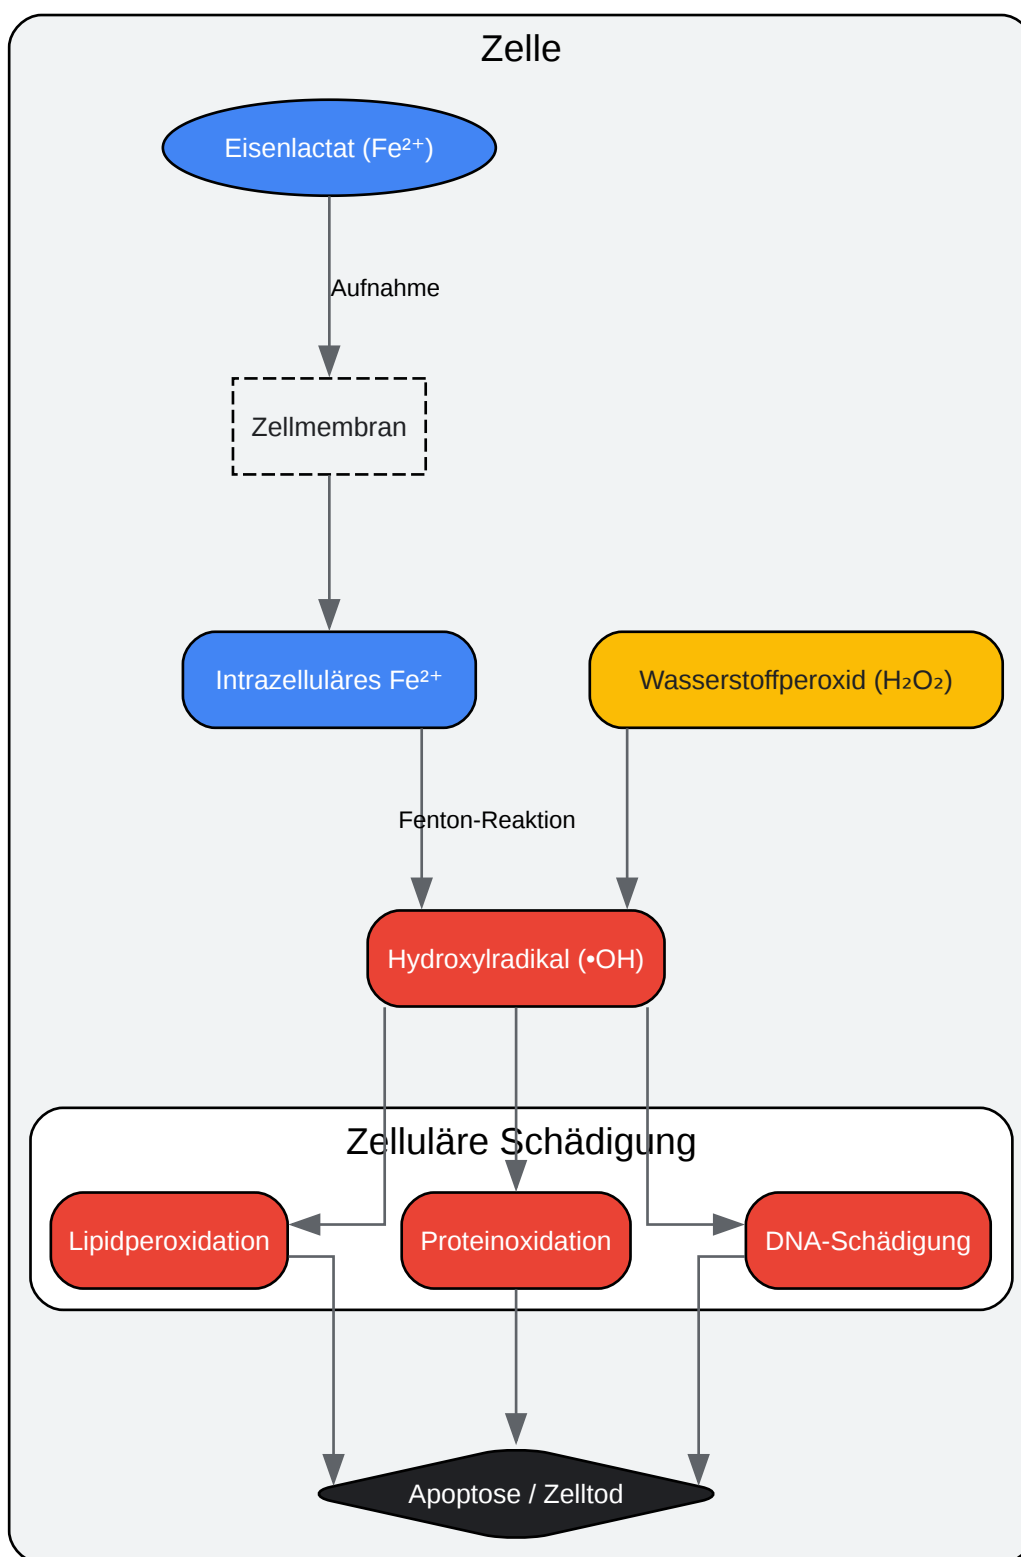 Zelle
Eisenlactat (Fe²⁺)
Aufnahme
Zellmembran
Intrazelluläres Fe²⁺
Wasserstoffperoxid (H₂O₂)
Fenton-Reaktion
Hydroxylradikal (•OH)
Zelluläre Schädigung
Lipidperoxidation
Proteinoxidation
DNA-Schädigung
Apoptose / Zelltod